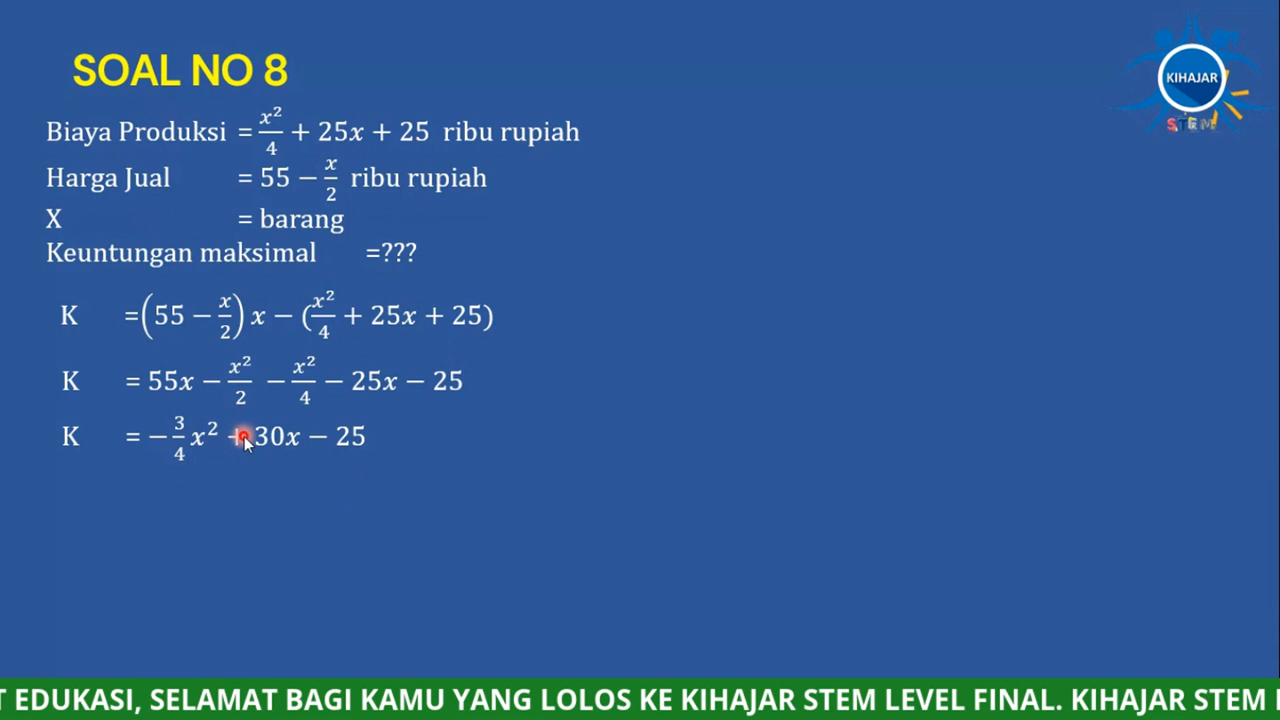 SOAL NO 8
KIHAJAR
STEM
Biaya Produksi = x²/4 + 25x + 25 ribu rupiah
Harga Jual = 55 − x/2 ribu rupiah
X = barang
Keuntungan maksimal =???
K =(55 − x/2) x − (x²/4 + 25x + 25)
K = 55x − x²/2 − x²/4 − 25x − 25
K = −3/4 x² + 30x − 25
T EDUKASI, SELAMAT BAGI KAMU YANG LOLOS KE KIHAJAR STEM LEVEL FINAL. KIHAJAR STEM